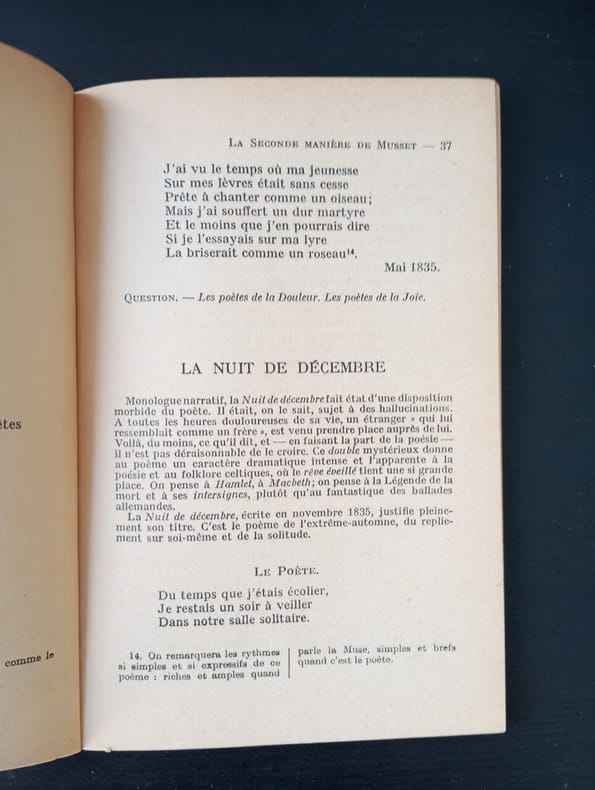 êtes
comme le
La Seconde manière de Musset — 37
J'ai vu le temps où ma jeunesse
Sur mes lèvres était sans cesse
Prête à chanter comme un oiseau;
Mais j'ai souffert un dur martyre
Et le moins que j'en pourrais dire
Si je l'essayais sur ma lyre
La briserait comme un roseau¹⁴.
Mai 1835.
Question. — Les poètes de la Douleur. Les poètes de la Joie.
LA NUIT DE DÉCEMBRE
Monologue narratif, la Nuit de décembre fait état d'une disposition
morbide du poète. Il était, on le sait, sujet à des hallucinations.
A toutes les heures douloureuses de sa vie, un étranger « qui lui
ressemblait comme un frère », est venu prendre place auprès de lui.
Voilà, du moins, ce qu'il dit, et — en faisant la part de la poésie —
il n'est pas déraisonnable de le croire. Ce double mystérieux donne
au poème un caractère dramatique intense et l'apparente à la
poésie et au folklore celtiques, où le rêve éveillé tient une si grande
place. On pense à Hamlet, à Macbeth; on pense à la Légende de la
mort et à ses intersignes, plutôt qu'au fantastique des ballades
allemandes.
La Nuit de décembre, écrite en novembre 1835, justifie pleine-
ment son titre. C'est le poème de l'extrême-automne, du replie-
ment sur soi-même et de la solitude.
Le Poète.
Du temps que j'étais écolier,
Je restais un soir à veiller
Dans notre salle solitaire.
14. On remarquera les rythmes
si simples et si expressifs de ce
poème : riches et amples quand
parle la Muse, simples et brefs
quand c'est le poète.